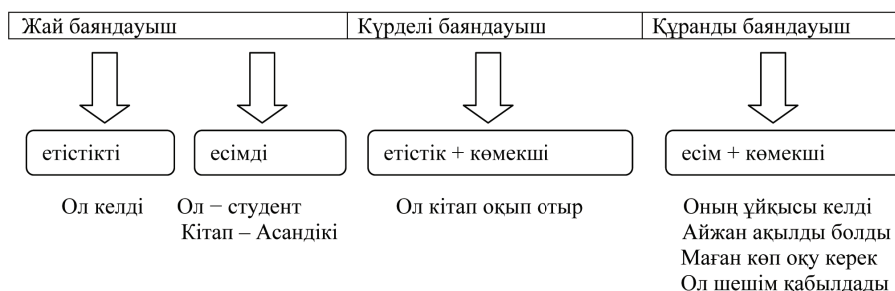 Жай баяндауыш Күрделі баяндауыш Құранды баяндауыш
етістікті есімді етістік + көмекші есім + көмекші
Ол келді Ол − студент Ол кітап оқып отыр Оның ұйқысы келді
Кітап – Асандікі Айжан ақылды болды
Маған көп оқу керек
Ол шешім қабылдады